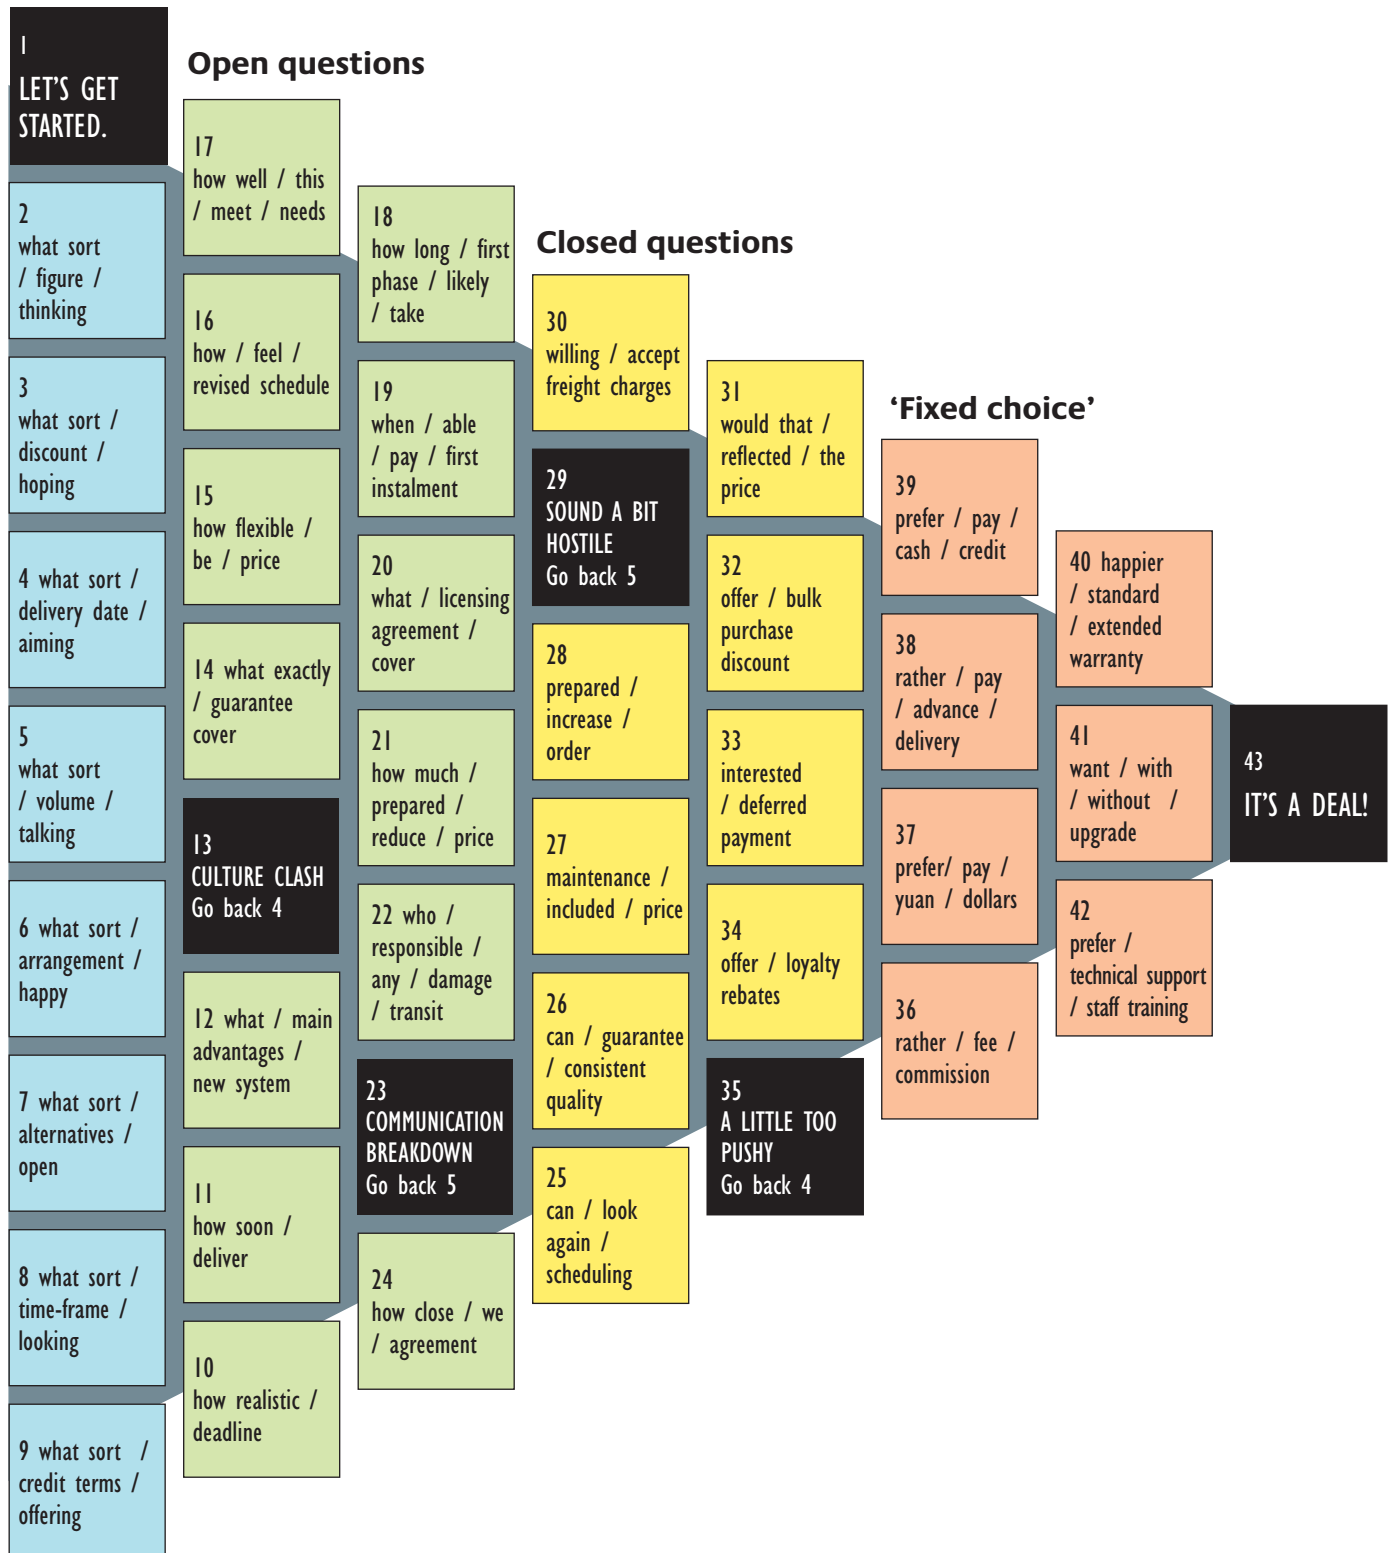 1
LET'S GET
STARTED.
2
what sort
/ figure /
thinking
3
what sort /
discount /
hoping
4 what sort /
delivery date /
aiming
5
what sort
/ volume /
talking
6 what sort /
arrangement /
happy
7 what sort /
alternatives /
open
8 what sort /
time-frame /
looking
9 what sort /
credit terms /
offering
Open questions
17
how well / this
/ meet / needs
16
how / feel /
revised schedule
15
how flexible /
be / price
14 what exactly
/ guarantee
cover
13
CULTURE CLASH
Go back 4
12 what / main
advantages /
new system
11
how soon /
deliver
10
how realistic /
deadline
18
how long / first
phase / likely
/ take
19
when / able
/ pay / first
instalment
20
what / licensing
agreement /
cover
21
how much /
prepared /
reduce / price
22 who /
responsible /
any / damage
/ transit
23
COMMUNICATION
BREAKDOWN
Go back 5
24
how close / we
/ agreement
Closed questions
30
willing / accept
freight charges
29
SOUND A BIT
HOSTILE
Go back 5
28
prepared /
increase /
order
27
maintenance /
included / price
26
can / guarantee
/ consistent
quality
25
can / look
again /
scheduling
31
would that /
reflected / the
price
32
offer / bulk
purchase
discount
33
interested
/ deferred
payment
34
offer / loyalty
rebates
35
A LITTLE TOO
PUSHY
Go back 4
'Fixed choice'
39
prefer / pay /
cash / credit
38
rather / pay
/ advance /
delivery
37
prefer/ pay /
yuan / dollars
36
rather / fee /
commission
40 happier
/ standard
/ extended
warranty
41
want / with
/ without /
upgrade
42
prefer /
technical support
/ staff training
43
IT'S A DEAL!